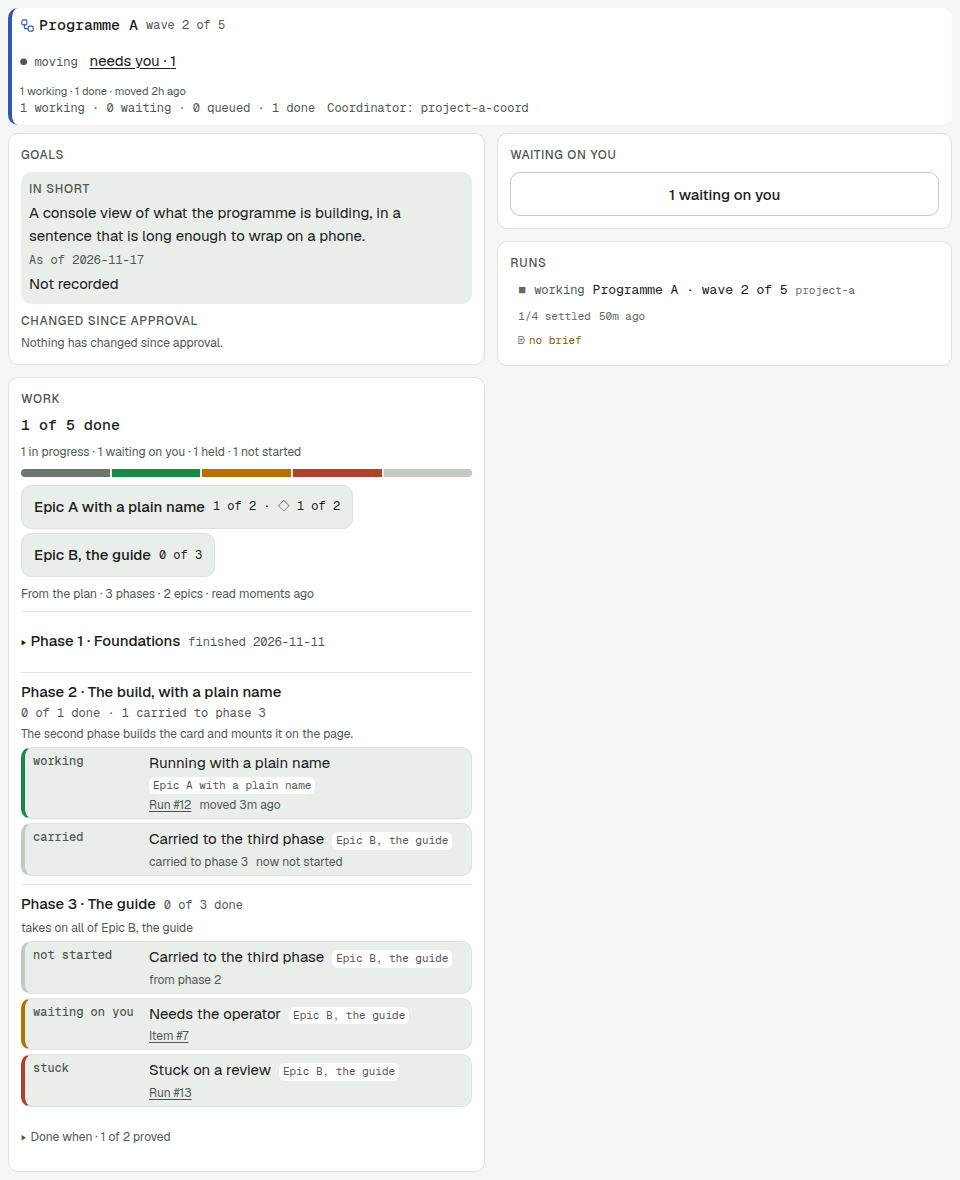 Programme A wave 2 of 5
● moving needs you · 1
1 working · 1 done · moved 2h ago
1 working · 0 waiting · 0 queued · 1 done Coordinator: project-a-coord
GOALS
IN SHORT
A console view of what the programme is building, in a
sentence that is long enough to wrap on a phone.
As of 2026-11-17
Not recorded
CHANGED SINCE APPROVAL
Nothing has changed since approval.
WAITING ON YOU
1 waiting on you
RUNS
■ working Programme A · wave 2 of 5 project-a
1/4 settled 50m ago
no brief
WORK
1 of 5 done
1 in progress · 1 waiting on you · 1 held · 1 not started
Epic A with a plain name 1 of 2 · ◇ 1 of 2
Epic B, the guide 0 of 3
From the plan · 3 phases · 2 epics · read moments ago
▸ Phase 1 · Foundations finished 2026-11-11
Phase 2 · The build, with a plain name
0 of 1 done · 1 carried to phase 3
The second phase builds the card and mounts it on the page.
working Running with a plain name
Epic A with a plain name
Run #12 moved 3m ago
carried Carried to the third phase Epic B, the guide
carried to phase 3 now not started
Phase 3 · The guide 0 of 3 done
takes on all of Epic B, the guide
not started Carried to the third phase Epic B, the guide
from phase 2
waiting on you Needs the operator Epic B, the guide
Item #7
stuck Stuck on a review Epic B, the guide
Run #13
▸ Done when · 1 of 2 proved